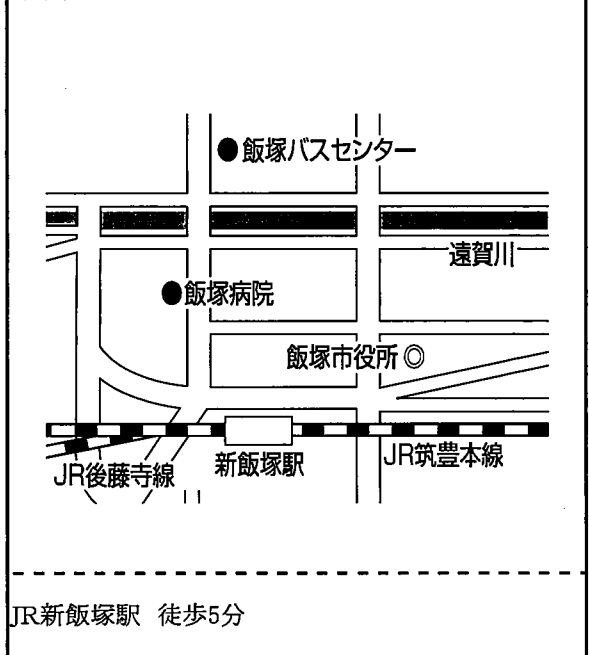 ●飯塚バスセンター
遠賀川
●飯塚病院
飯塚市役所◎
新飯塚駅
JR筑豊本線
JR後藤寺線
JR新飯塚駅 徒歩5分